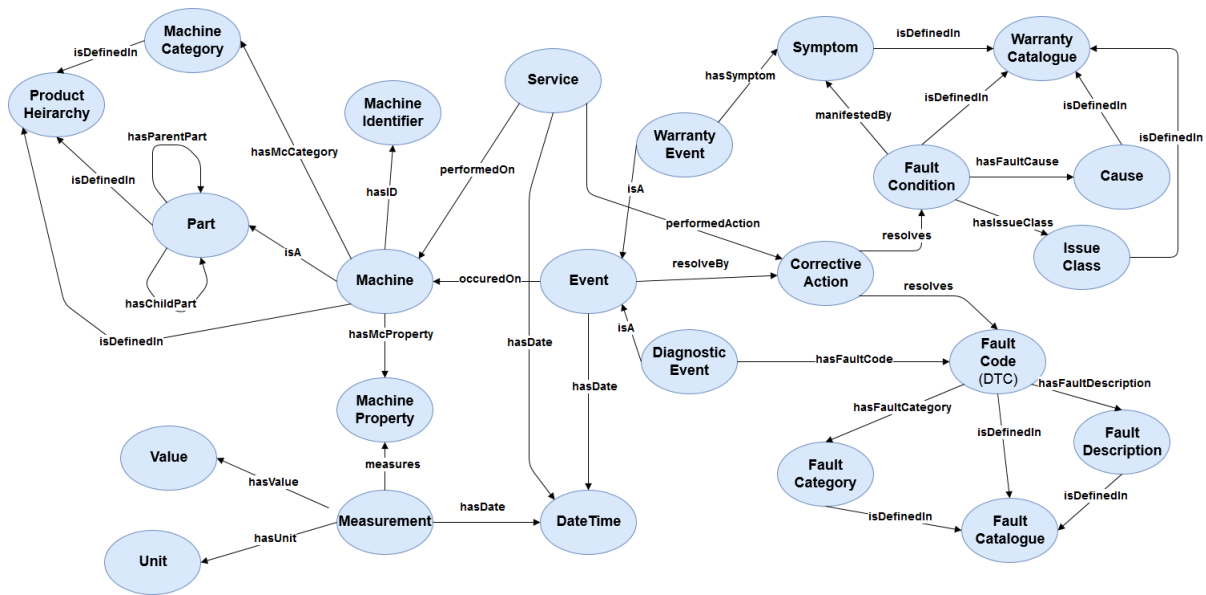 Machine
Category
isDefinedIn
Product
Heirarchy
hasParentPart
isDefinedIn
Part
hasChildPart
isDefinedIn
isA
hasMcCategory
Machine
Identifier
hasID
Machine
hasMcProperty
Machine
Property
measures
Measurement
Value
hasValue
Unit
hasUnit
hasDate
DateTime
Service
performedOn
hasDate
performedAction
occuredOn
Event
hasDate
resolveBy
isA
Warranty
Event
hasSymptom
Symptom
isDefinedIn
Warranty
Catalogue
manifestedBy
isDefinedIn
isDefinedIn
isDefinedIn
Fault
Condition
hasFaultCause
Cause
hasIssueClass
Issue
Class
resolves
Corrective
Action
resolves
isA
Diagnostic
Event
hasFaultCode
Fault
Code
(DTC)
hasFaultDescription
hasFaultCategory
isDefinedIn
Fault
Description
Fault
Category
isDefinedIn
isDefinedIn
Fault
Catalogue